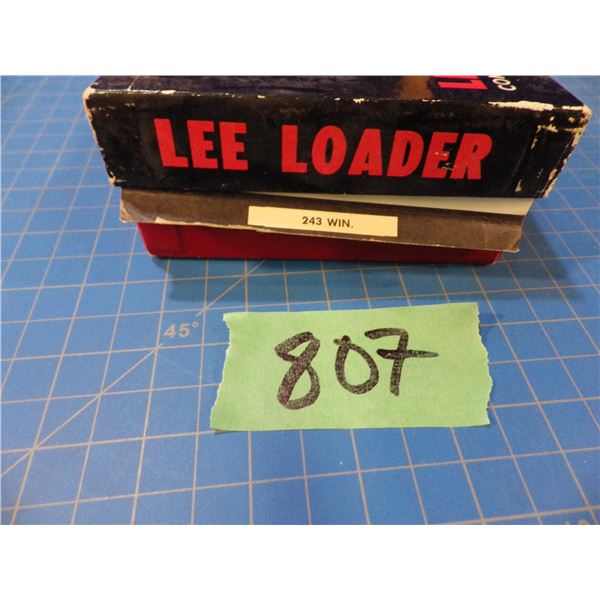 LEE LOADER
243 WIN.
45°
807